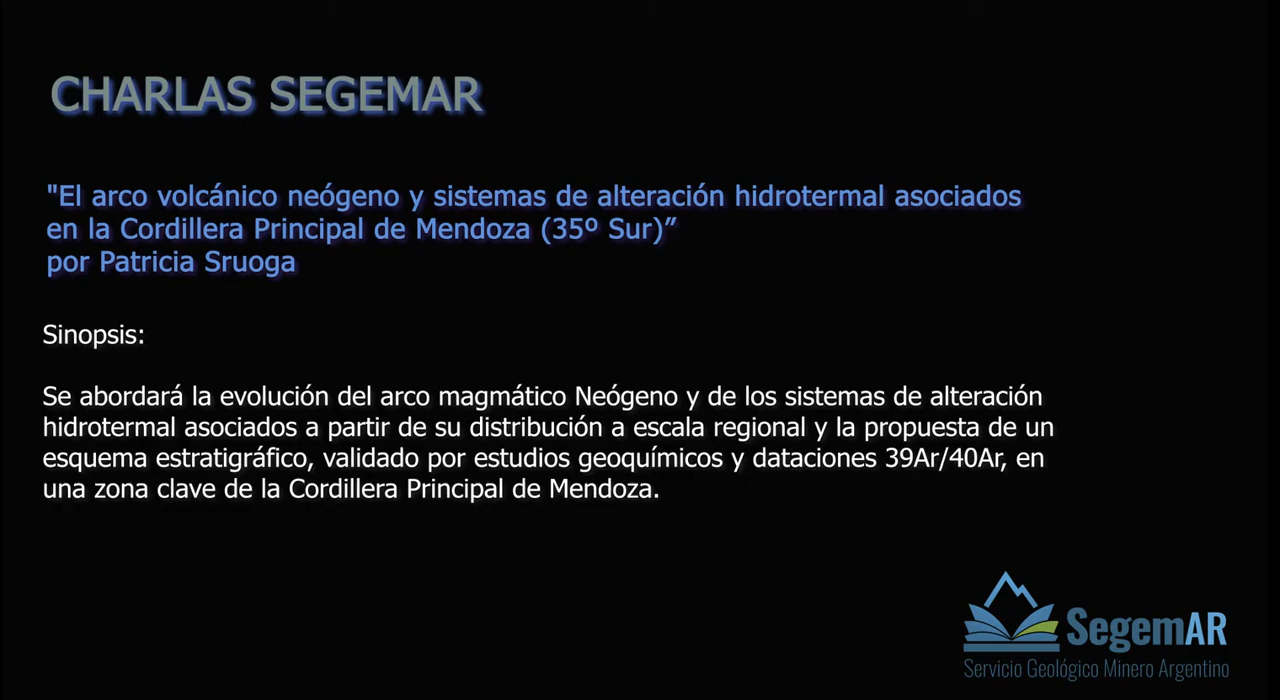 CHARLAS SEGEMAR
"El arco volcánico neógeno y sistemas de alteración hidrotermal asociados
en la Cordillera Principal de Mendoza (35º Sur)”
por Patricia Sruoga
Sinopsis:
Se abordará la evolución del arco magmático Neógeno y de los sistemas de alteración
hidrotermal asociados a partir de su distribución a escala regional y la propuesta de un
esquema estratigráfico, validado por estudios geoquímicos y dataciones 39Ar/40Ar, en
una zona clave de la Cordillera Principal de Mendoza.
SegemAR
Servicio Geológico Minero Argentino